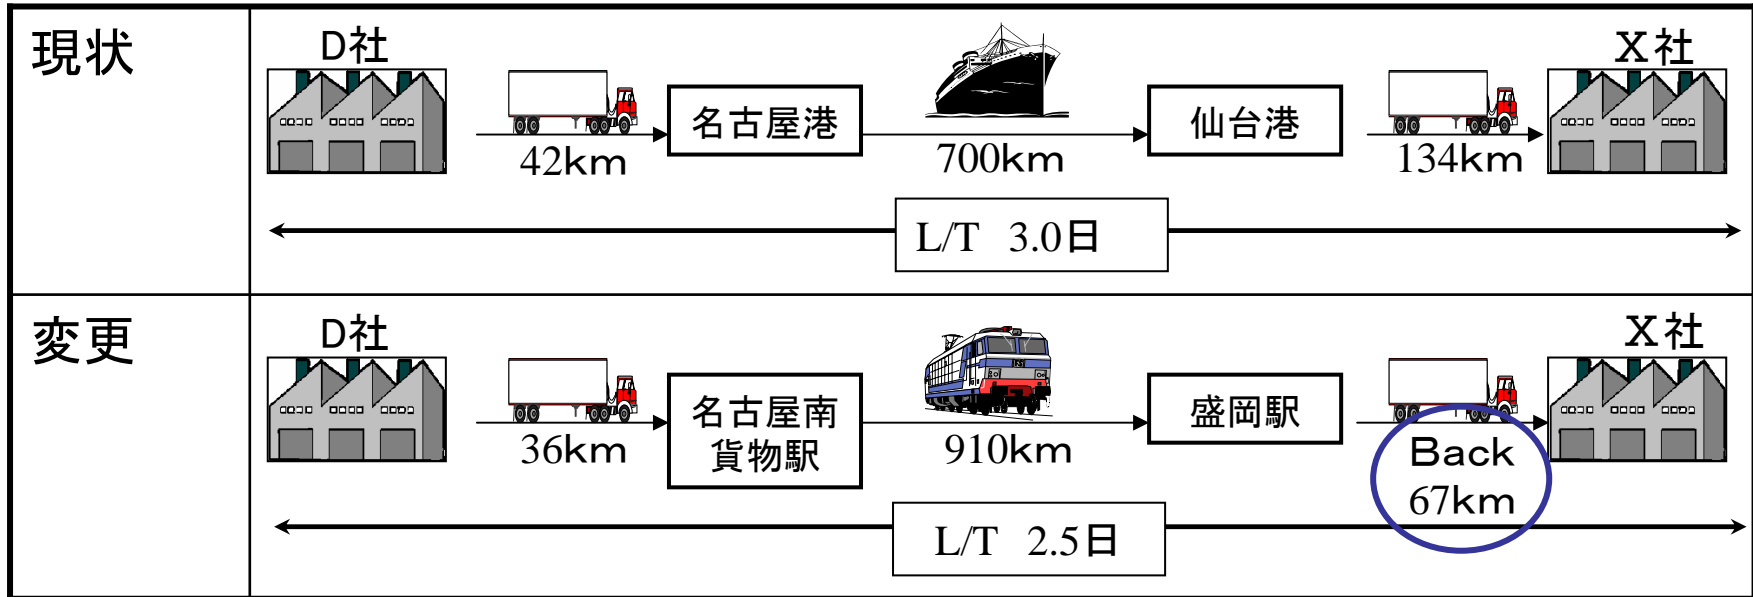 現状
D社
X社
名古屋港
仙台港
42km
700km
134km
L/T 3.0日
変更
D社
X社
名古屋南
貨物駅
盛岡駅
36km
910km
Back
67km
L/T 2.5日